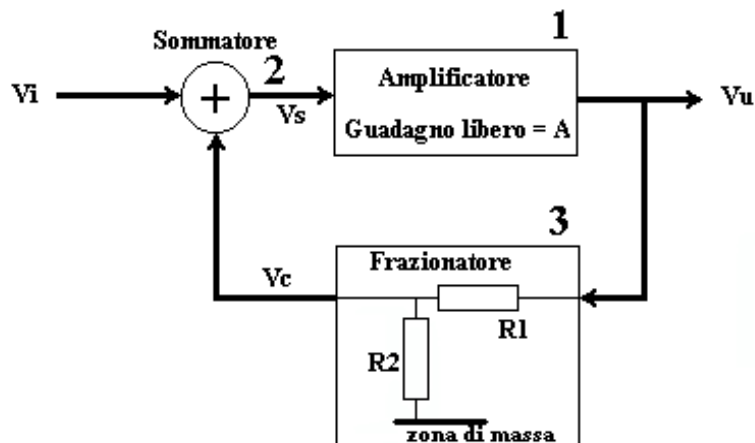 1
Sommatore
2
Amplificatore
Vi
+
Vs
Vu
Guadagno libero = A
3
Frazionatore
Vc
R1
R2
zona di massa